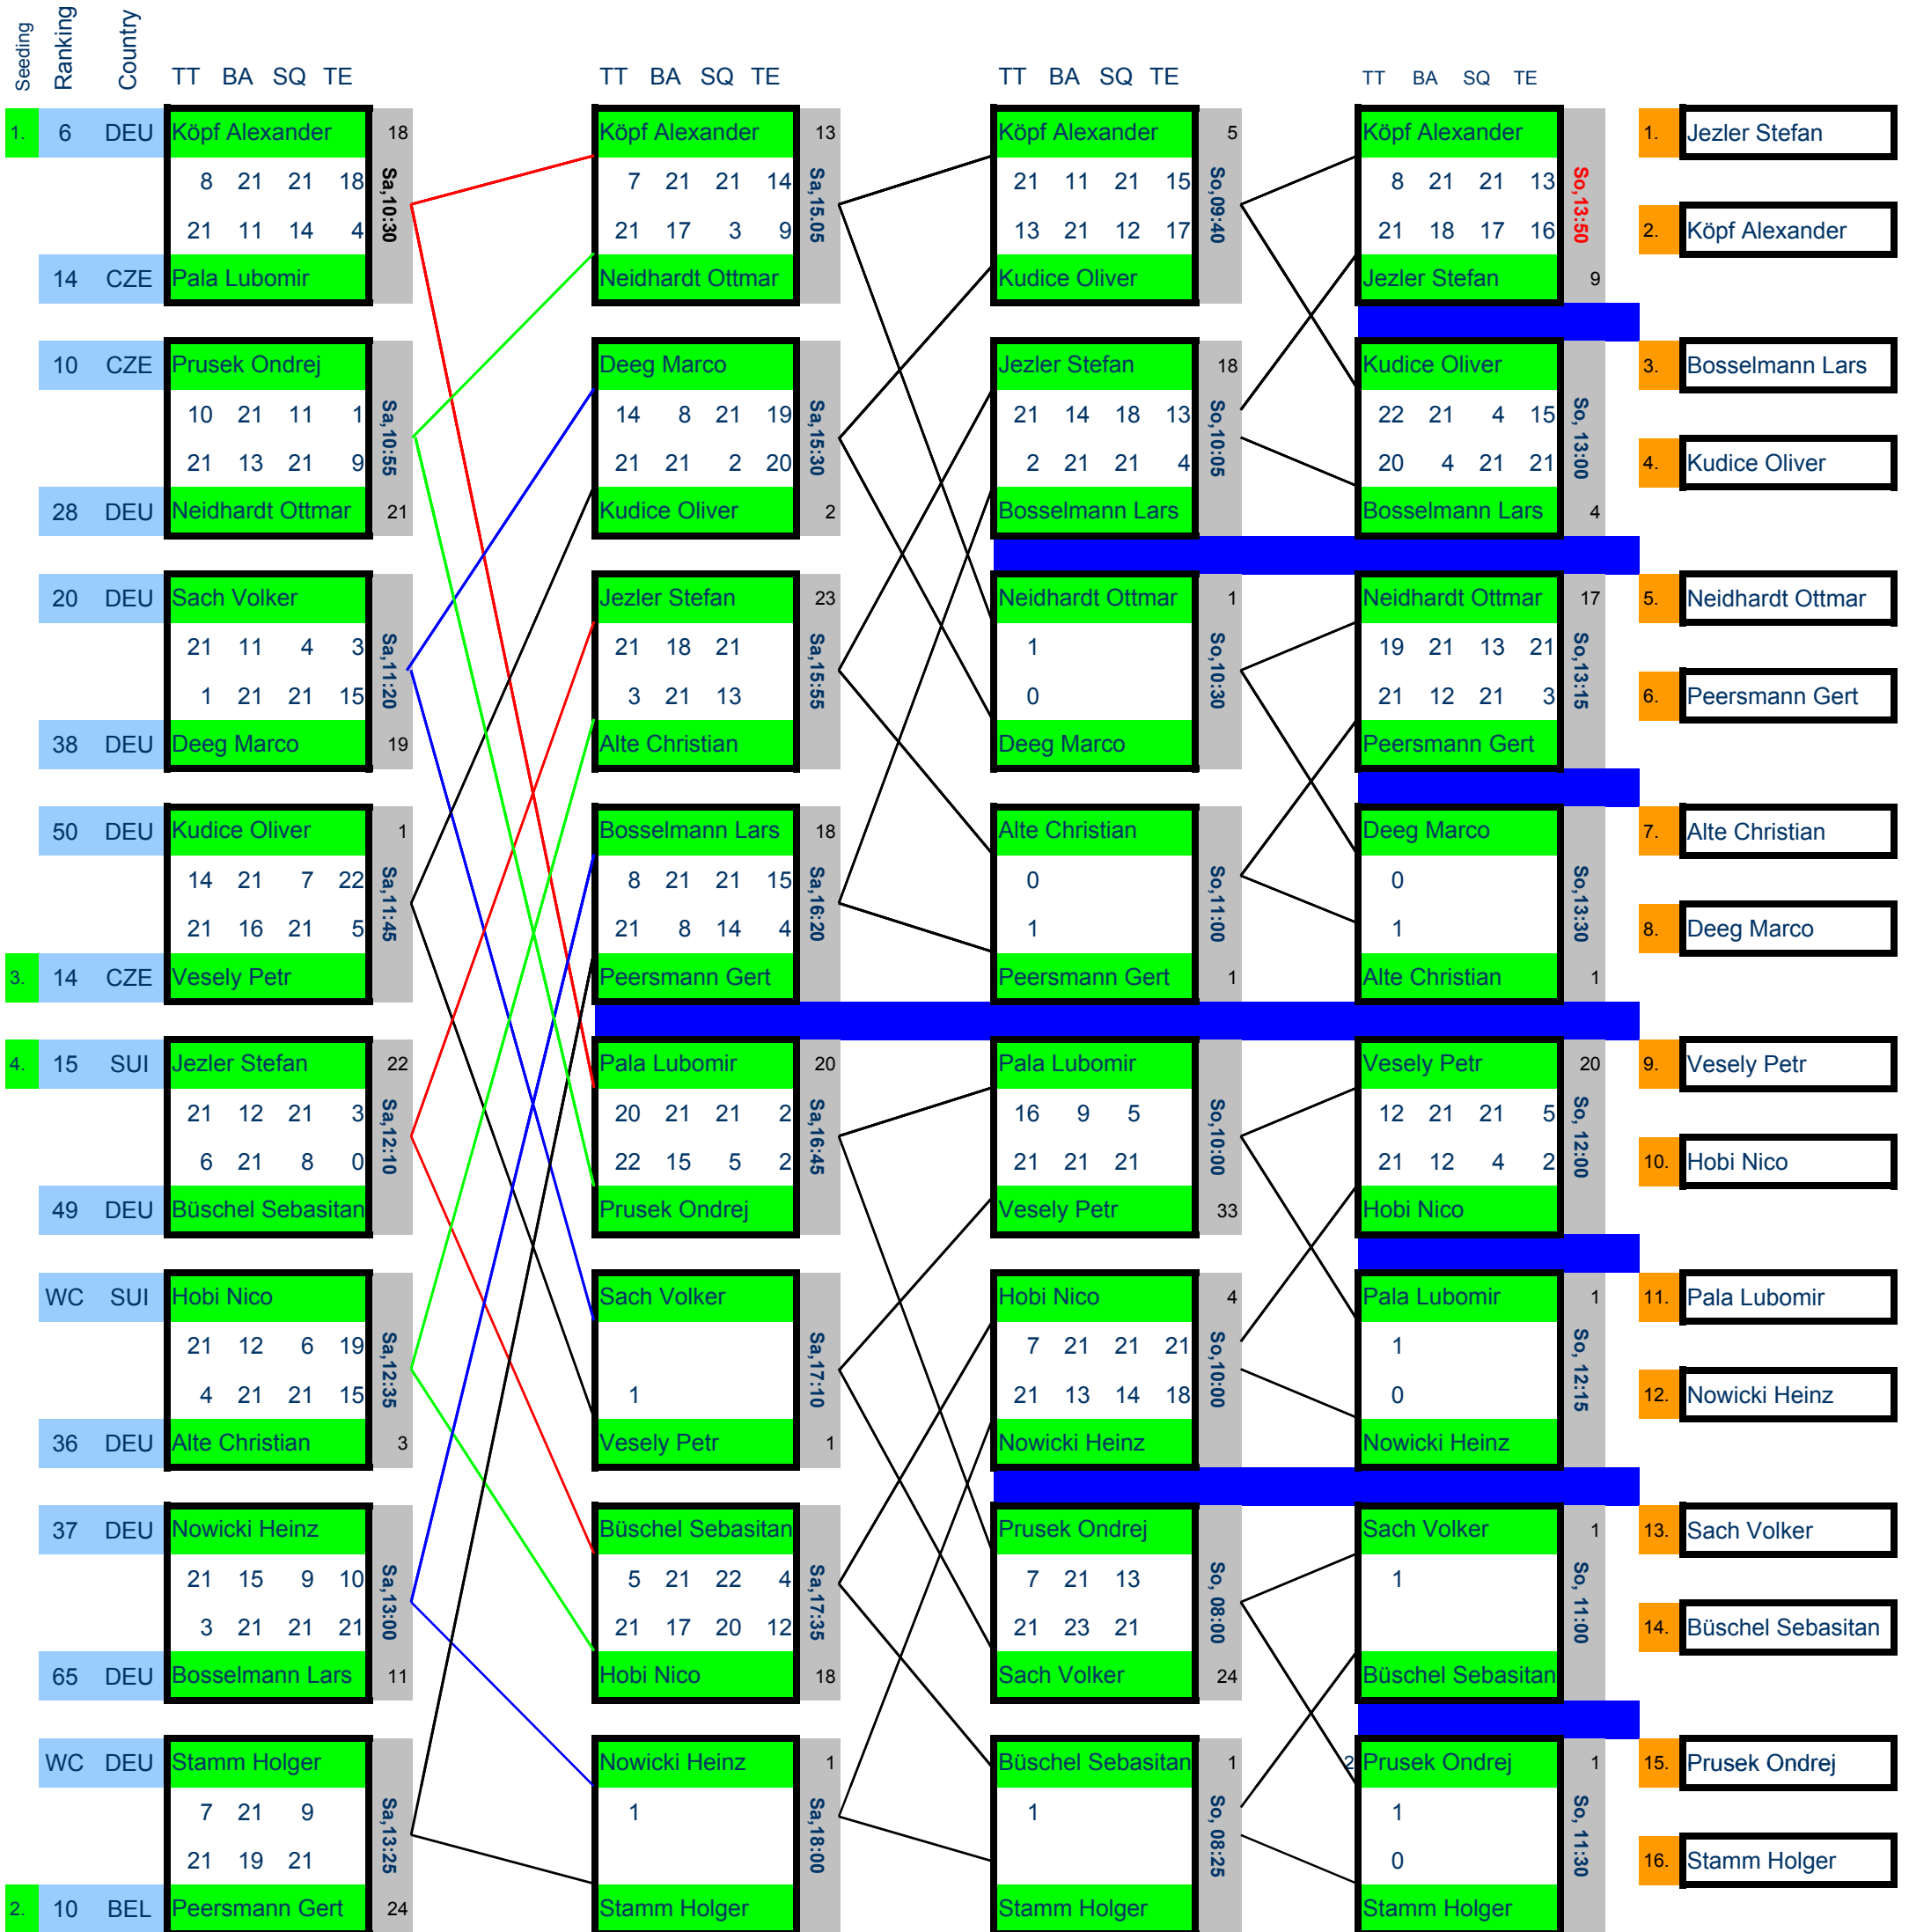 Seeding Ranking Country TT BA SQ TE TT BA SQ TE TT BA SQ TE TT BA SQ TE
1. 6 DEU Köpf Alexander 18 Köpf Alexander 13 Köpf Alexander 5 Köpf Alexander 1. Jezler Stefan
8 21 21 18 Sa,10:30 7 21 21 14 Sa,15.05 21 11 21 15 So,09:40 8 21 21 13 So,13:50
21 11 14 4 21 17 3 9 13 21 12 17 21 18 17 16 2. Köpf Alexander
14 CZE Pala Lubomir Neidhardt Ottmar Kudice Oliver Jezler Stefan 9
10 CZE Prusek Ondrej Deeg Marco Jezler Stefan 18 Kudice Oliver 3. Bosselmann Lars
10 21 11 1 Sa,10:55 14 8 21 19 Sa,15:30 21 14 18 13 So,10:05 22 21 4 15 So, 13:00
21 13 21 9 21 21 2 20 2 21 21 4 20 4 21 21 4. Kudice Oliver
28 DEU Neidhardt Ottmar 21 Kudice Oliver 2 Bosselmann Lars Bosselmann Lars 4
20 DEU Sach Volker Jezler Stefan 23 Neidhardt Ottmar 1 Neidhardt Ottmar 17 5. Neidhardt Ottmar
21 11 4 3 Sa,11:20 21 18 21 Sa,15:55 1 So,10:30 19 21 13 21 So,13:15
1 21 21 15 3 21 13 0 21 12 21 3 6. Peersmann Gert
38 DEU Deeg Marco 19 Alte Christian Deeg Marco Peersmann Gert
50 DEU Kudice Oliver 1 Bosselmann Lars 18 Alte Christian Deeg Marco 7. Alte Christian
14 21 7 22 Sa,11:45 8 21 21 15 Sa,16:20 0 So,11:00 0 So,13:30
21 16 21 5 21 8 14 4 1 1 8. Deeg Marco
3. 14 CZE Vesely Petr Peersmann Gert Peersmann Gert 1 Alte Christian 1
4. 15 SUI Jezler Stefan 22 Pala Lubomir 20 Pala Lubomir Vesely Petr 20 9. Vesely Petr
21 12 21 3 Sa,12:10 20 21 21 2 Sa,16:45 16 9 5 So,10:00 12 21 21 5 So, 12:00
6 21 8 0 22 15 5 2 21 21 21 21 12 4 2 10. Hobi Nico
49 DEU Büschel Sebasitan Prusek Ondrej Vesely Petr 33 Hobi Nico
WC SUI Hobi Nico Sach Volker Hobi Nico 4 Pala Lubomir 1 11. Pala Lubomir
21 12 6 19 Sa,12:35 Sa,17:10 7 21 21 21 So,10:00 1 So, 12:15
4 21 21 15 1 21 13 14 18 0 12. Nowicki Heinz
36 DEU Alte Christian 3 Vesely Petr 1 Nowicki Heinz Nowicki Heinz
37 DEU Nowicki Heinz Büschel Sebasitan Prusek Ondrej Sach Volker 1 13. Sach Volker
21 15 9 10 Sa,13:00 5 21 22 4 Sa,17:35 7 21 13 So, 08:00 1 So, 11:00
3 21 21 21 21 17 20 12 21 23 21 14. Büschel Sebasitan
65 DEU Bosselmann Lars 11 Hobi Nico 18 Sach Volker 24 Büschel Sebasitan
WC DEU Stamm Holger Nowicki Heinz 1 Büschel Sebasitan 1 2 Prusek Ondrej 1 15. Prusek Ondrej
7 21 9 Sa,13:25 1 Sa,18:00 1 So, 08:25 1 So, 11:30
21 19 21 0 16. Stamm Holger
2. 10 BEL Peersmann Gert 24 Stamm Holger Stamm Holger Stamm Holger